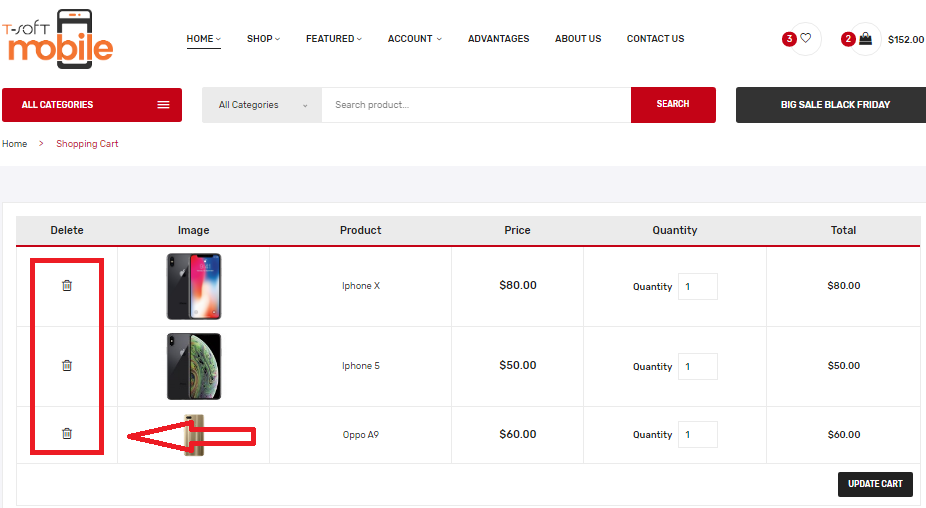 T-SOFT
mobile
HOME SHOP FEATURED ACCOUNT ADVANTAGES ABOUT US CONTACT US 3 2 $152.00
ALL CATEGORIES All Categories Search product... SEARCH BIG SALE BLACK FRIDAY
Home > Shopping Cart
Delete Image Product Price Quantity Total
Iphone X $80.00 Quantity 1 $80.00
Iphone 5 $50.00 Quantity 1 $50.00
Oppo A9 $60.00 Quantity 1 $60.00
UPDATE CART